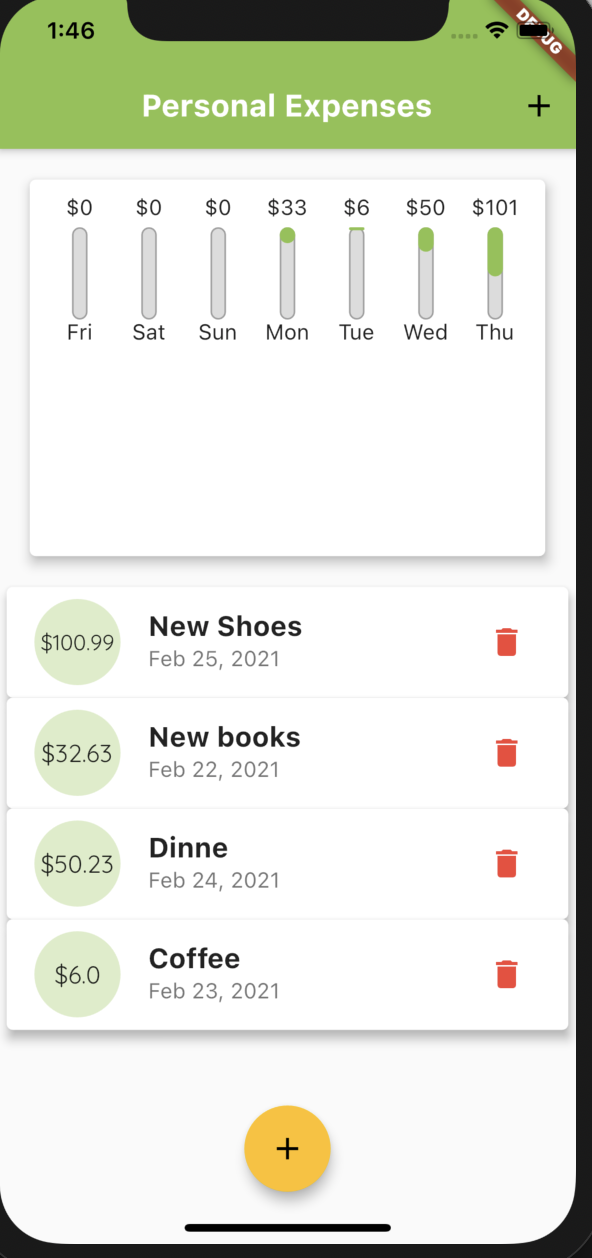 1:46
DEBUG
Personal Expenses
+
$0 $0 $0 $33 $6 $50 $101
Fri Sat Sun Mon Tue Wed Thu
$100.99
New Shoes
Feb 25, 2021
$32.63
New books
Feb 22, 2021
$50.23
Dinne
Feb 24, 2021
$6.0
Coffee
Feb 23, 2021
+